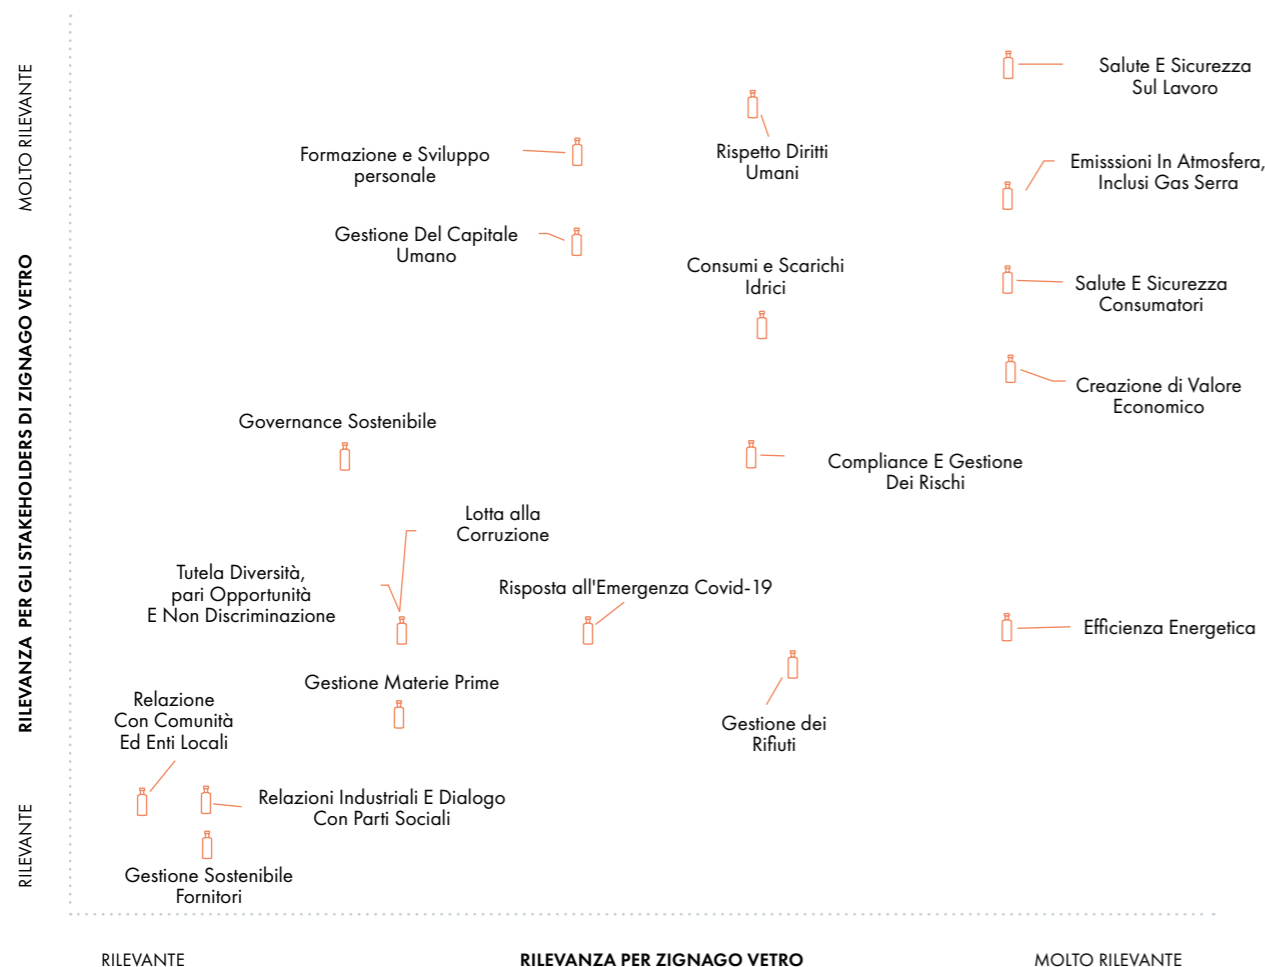 MOLTO RILEVANTE
RILEVANZA PER GLI STAKEHOLDERS DI ZIGNAGO VETRO
RILEVANTE
Salute E Sicurezza
Sul Lavoro
Rispetto Diritti
Umani
Formazione e Sviluppo
personale
Emisssioni In Atmosfera,
Inclusi Gas Serra
Gestione Del Capitale
Umano
Consumi e Scarichi
Idrici
Salute E Sicurezza
Consumatori
Creazione di Valore
Economico
Governance Sostenibile
Compliance E Gestione
Dei Rischi
Lotta alla
Corruzione
Tutela Diversità,
pari Opportunità
E Non Discriminazione
Risposta all'Emergenza Covid-19
Efficienza Energetica
Gestione Materie Prime
Relazione
Con Comunità
Ed Enti Locali
Gestione dei
Rifiuti
Relazioni Industriali E Dialogo
Con Parti Sociali
Gestione Sostenibile
Fornitori
RILEVANTE
RILEVANZA PER ZIGNAGO VETRO
MOLTO RILEVANTE